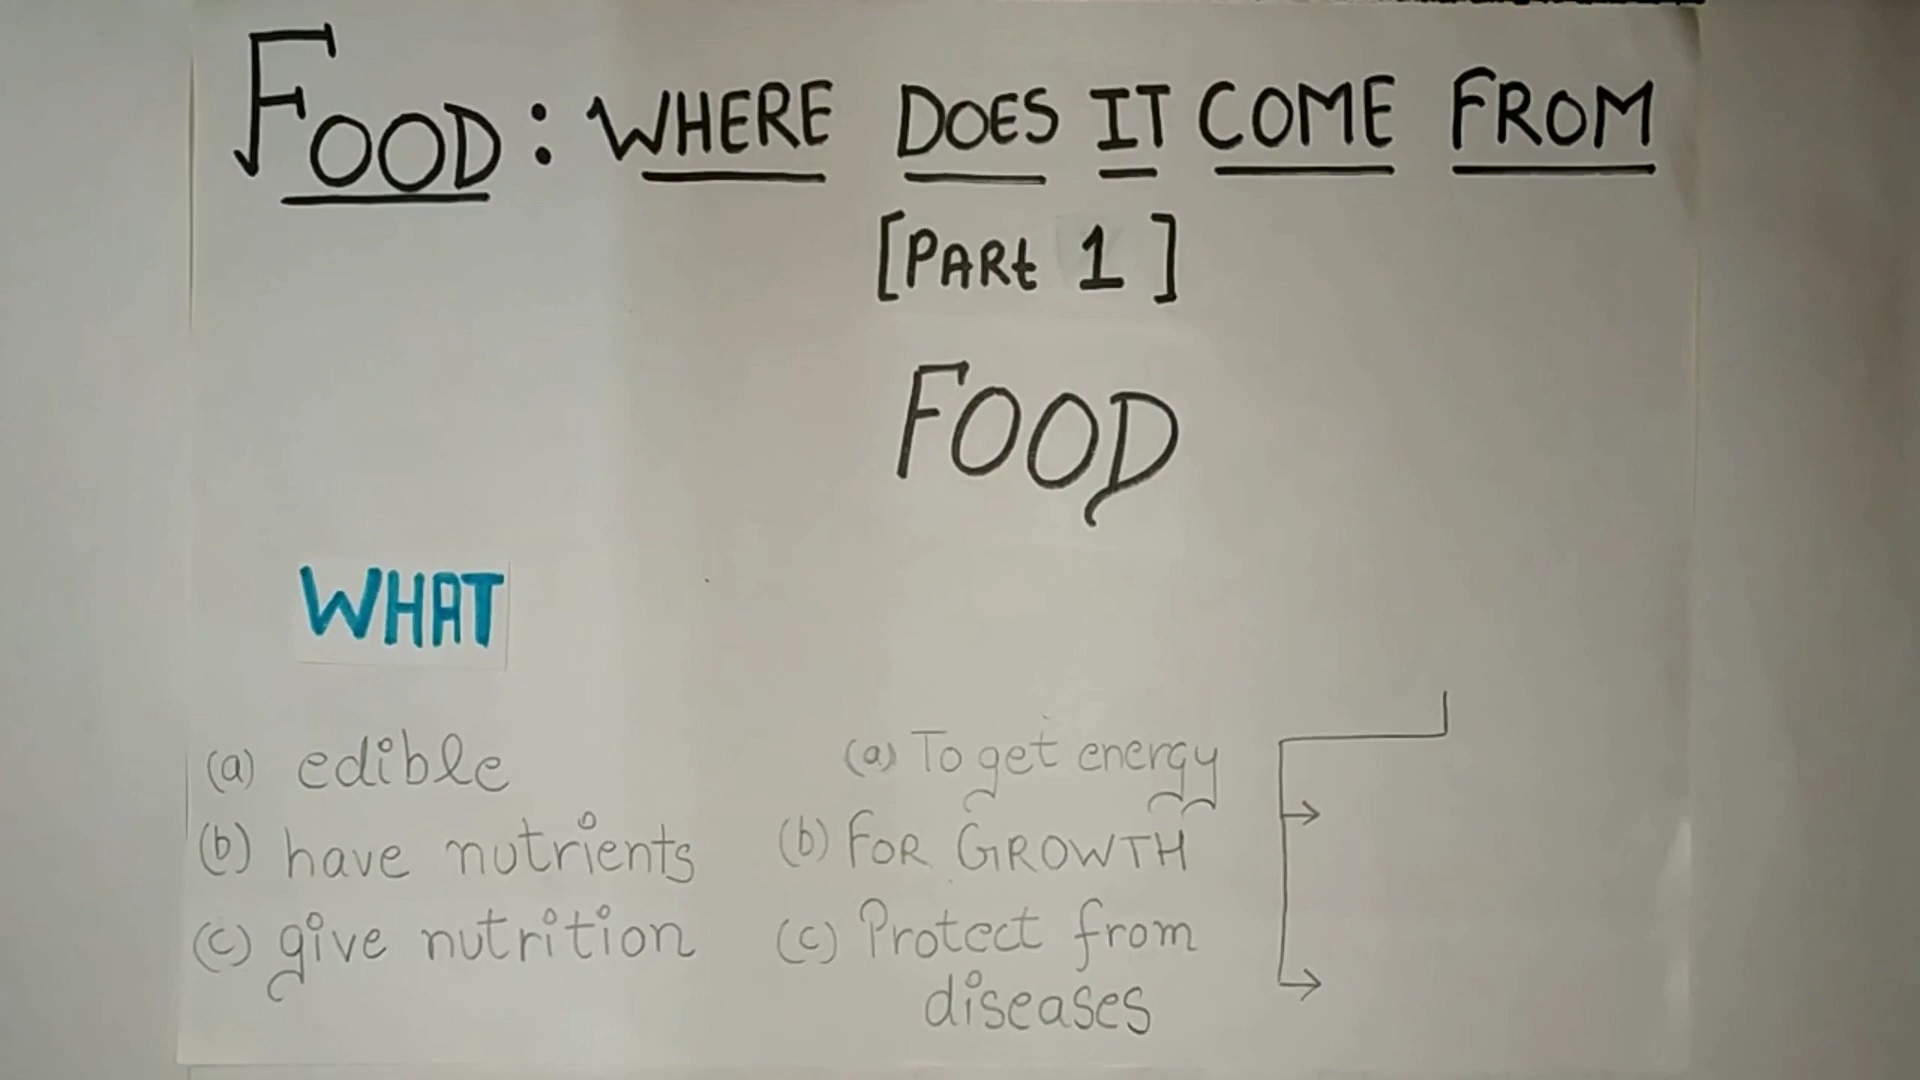 FOOD: WHERE DOES IT COME FROM
[PARt 1]
FOOD
WHAT
(a) edible
(b) have nutrients
(c) give nutrition
(a) To get energy
(b) FOR GROWTH
(c) Protect from
diseases